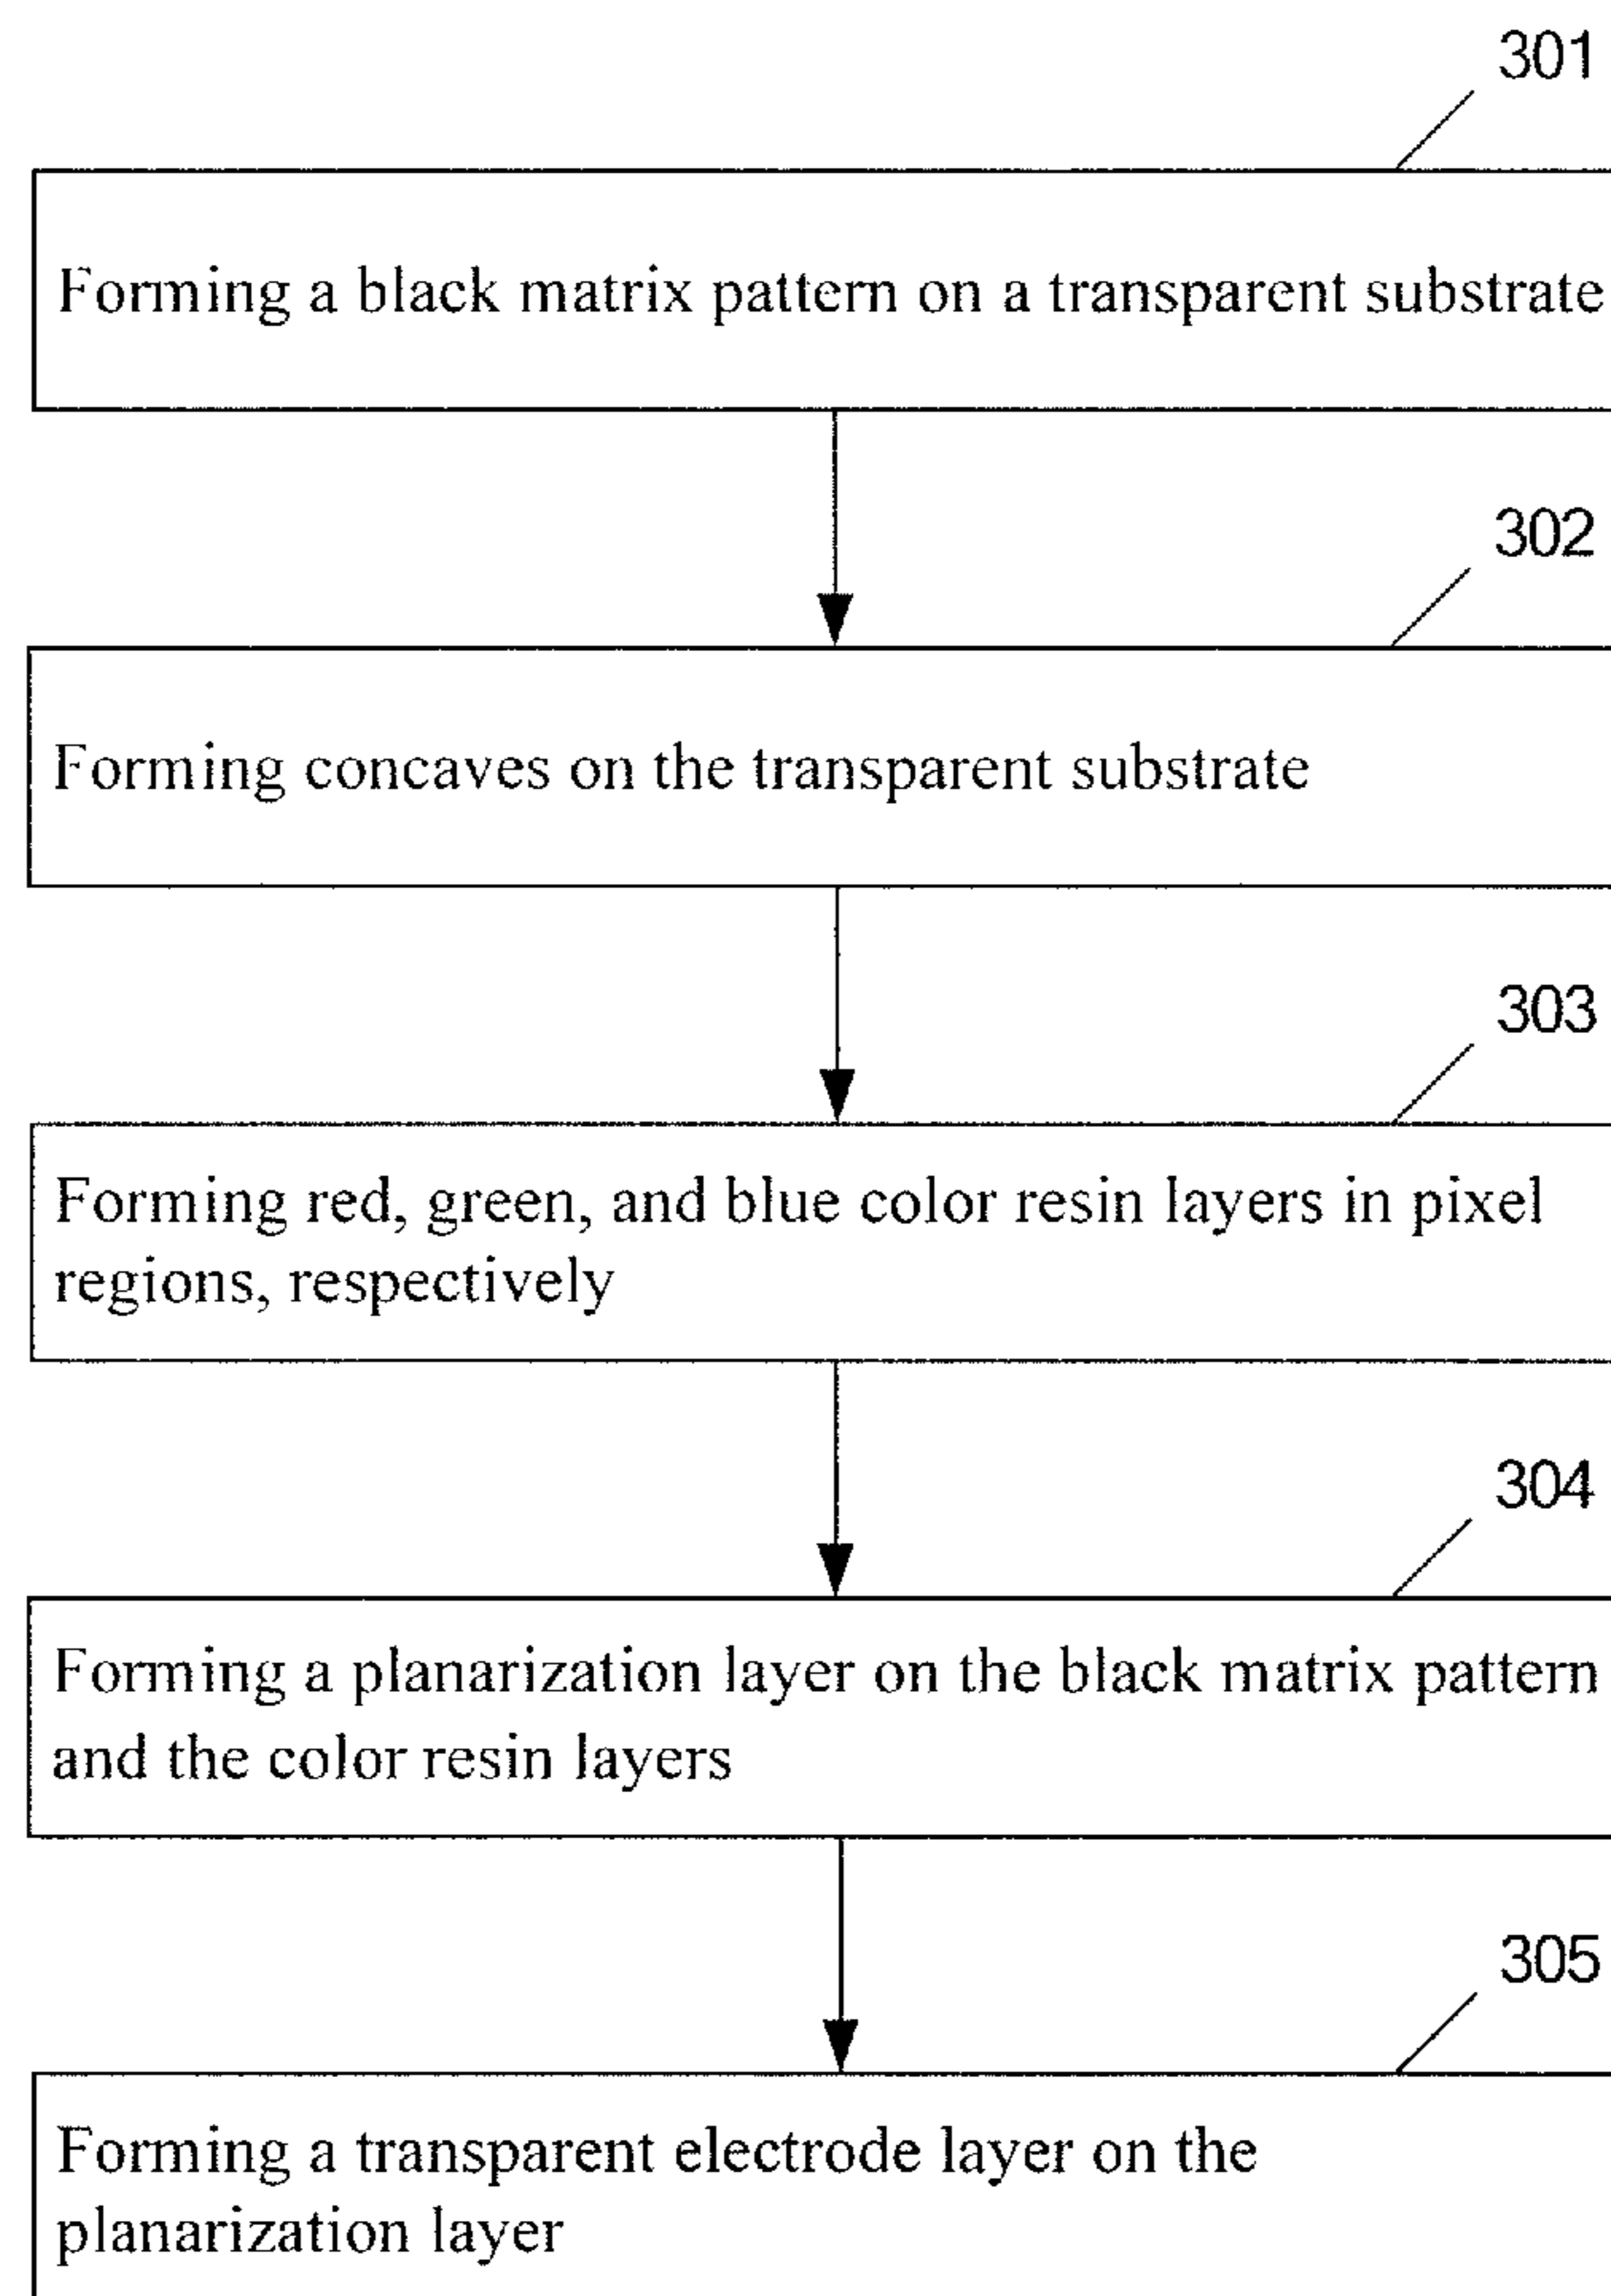 301
Forming a black matrix pattern on a transparent substrate
302
Forming concaves on the transparent substrate
303
Forming red, green, and blue color resin layers in pixel
regions, respectively
304
Forming a planarization layer on the black matrix pattern
and the color resin layers
305
Forming a transparent electrode layer on the
planarization layer